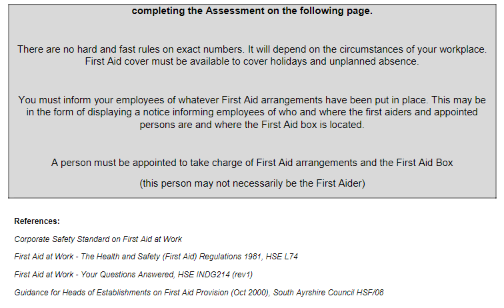 completing the Assessment on the following page.
There are no hard and fast rules on exact numbers. It will depend on the circumstances of your workplace.
First Aid cover must be available to cover holidays and unplanned absence.
You must inform your employees of whatever First Aid arrangements have been put in place. This may be
in the form of displaying a notice informing employees of who and where the first aiders and appointed
persons are and where the First Aid box is located.
A person must be appointed to take charge of First Aid arrangements and the First Aid Box
(this person may not necessarily be the First Aider)
References:
Corporate Safety Standard on First Aid at Work
First Aid at Work - The Health and Safety (First Aid) Regulations 1981; HSE L74
First Aid at Work - Your Questions Answered, HSE INDG214 (rev1)
Guidance for Heads of Establishments on First Aid Provision (Oct 2000), South Ayrshire Council HSF/08